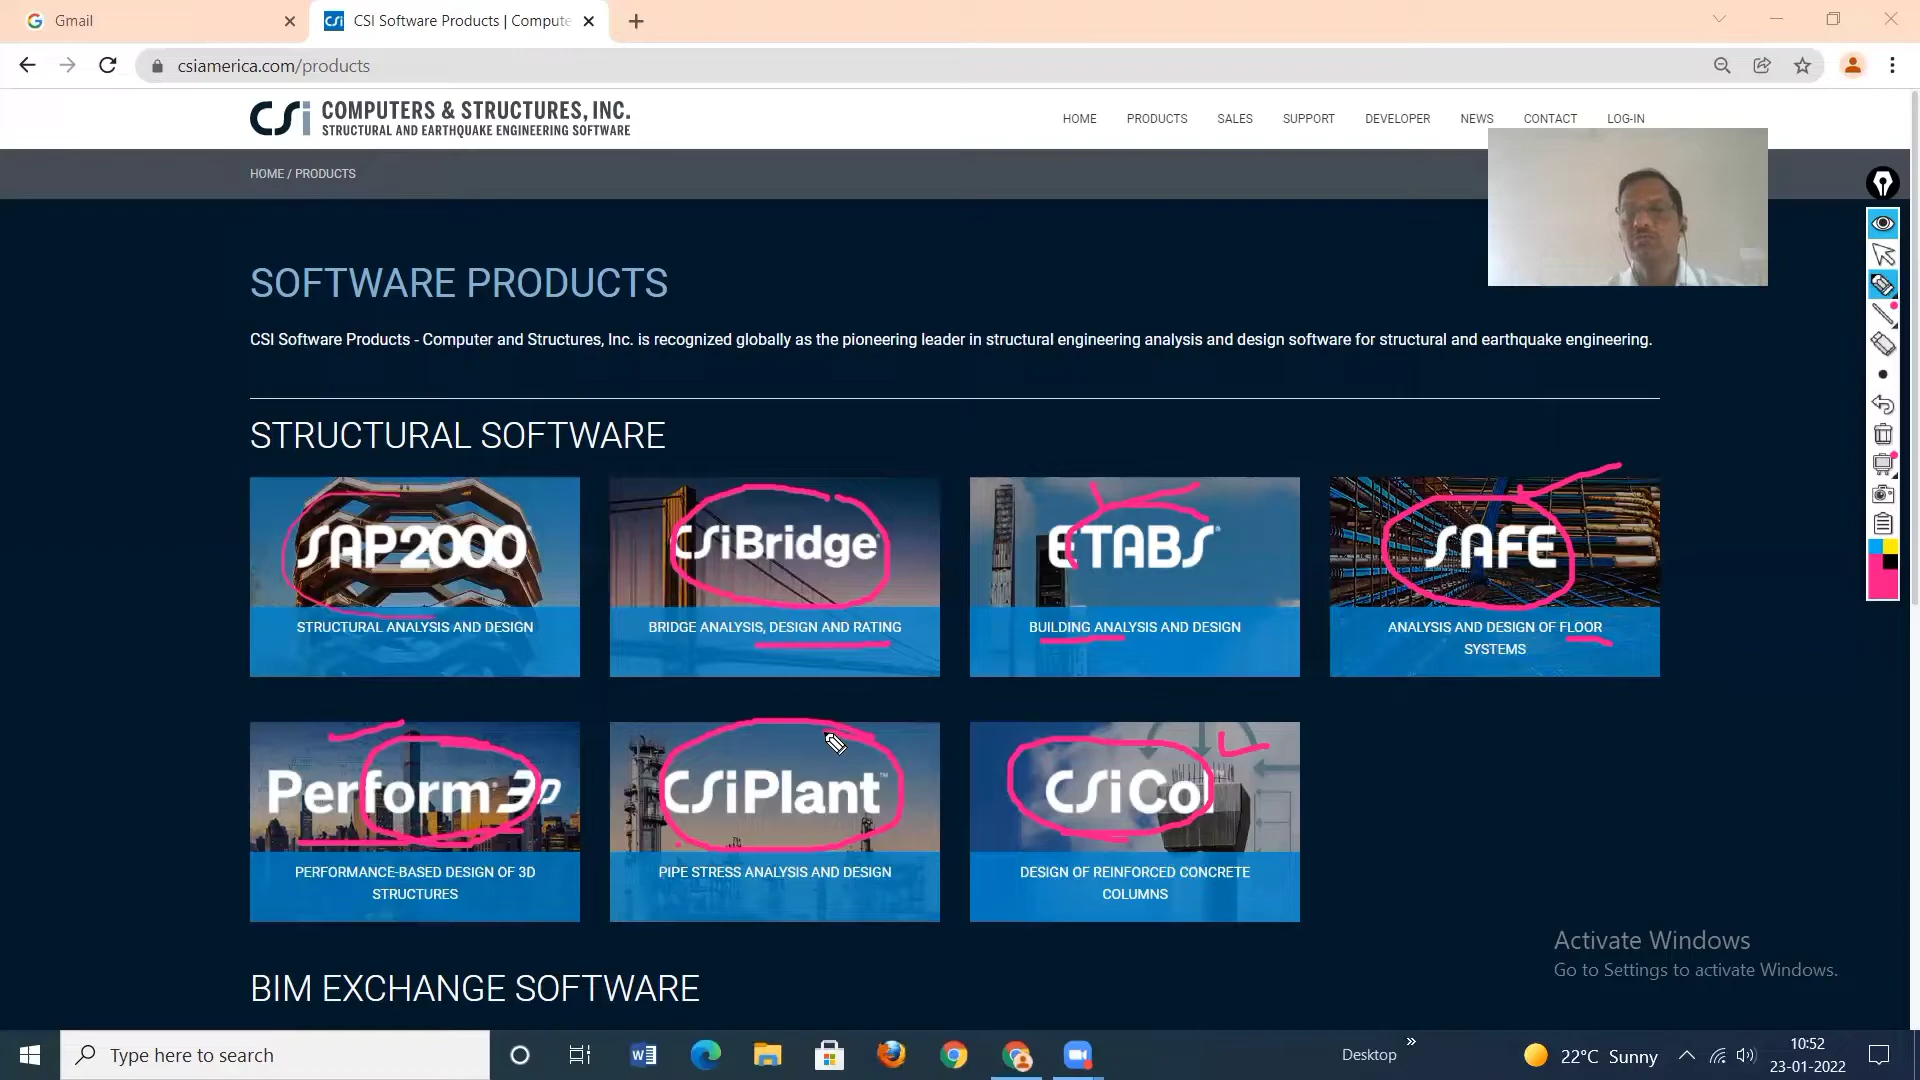 Gmail
CSI Software Products | Compute
csiamerica.com/products
CSi COMPUTERS & STRUCTURES, INC.
STRUCTURAL AND EARTHQUAKE ENGINEERING SOFTWARE
HOME PRODUCTS SALES SUPPORT DEVELOPER NEWS CONTACT LOG-IN
HOME / PRODUCTS
SOFTWARE PRODUCTS
CSI Software Products - Computer and Structures, Inc. is recognized globally as the pioneering leader in structural engineering analysis and design software for structural and earthquake engineering.
STRUCTURAL SOFTWARE
SAP2000
STRUCTURAL ANALYSIS AND DESIGN
CSiBridge
BRIDGE ANALYSIS, DESIGN AND RATING
ETABS®
BUILDING ANALYSIS AND DESIGN
SAFE
ANALYSIS AND DESIGN OF FLOOR
SYSTEMS
Perform3D
PERFORMANCE-BASED DESIGN OF 3D
STRUCTURES
CSiPlant™
PIPE STRESS ANALYSIS AND DESIGN
CSiCol
DESIGN OF REINFORCED CONCRETE
COLUMNS
BIM EXCHANGE SOFTWARE
Activate Windows
Go to Settings to activate Windows.
Type here to search
Desktop
22°C Sunny
10:52
23-01-2022